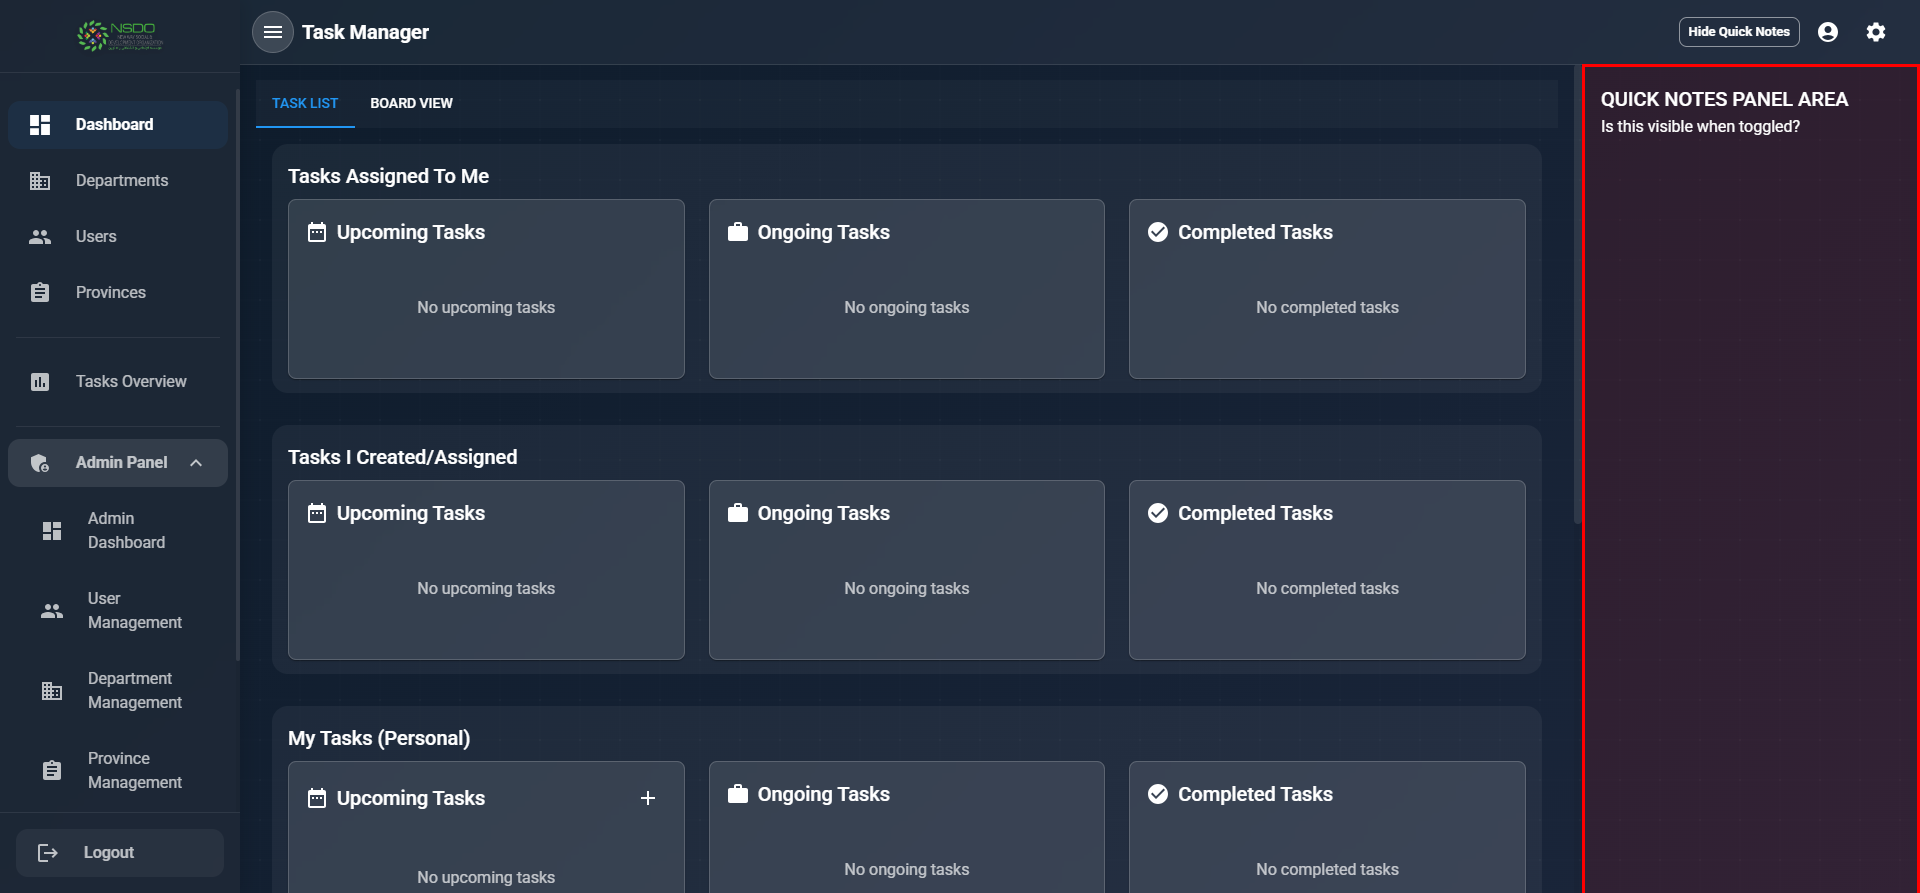 NSDO
Task Manager
Hide Quick Notes
Dashboard
Departments
Users
Provinces
Tasks Overview
Admin Panel
Admin
Dashboard
User
Management
Department
Management
Province
Management
Logout
TASK LIST
BOARD VIEW
Tasks Assigned To Me
Upcoming Tasks
No upcoming tasks
Ongoing Tasks
No ongoing tasks
Completed Tasks
No completed tasks
Tasks I Created/Assigned
Upcoming Tasks
No upcoming tasks
Ongoing Tasks
No ongoing tasks
Completed Tasks
No completed tasks
My Tasks (Personal)
Upcoming Tasks
No upcoming tasks
Ongoing Tasks
No ongoing tasks
Completed Tasks
No completed tasks
QUICK NOTES PANEL AREA
Is this visible when toggled?